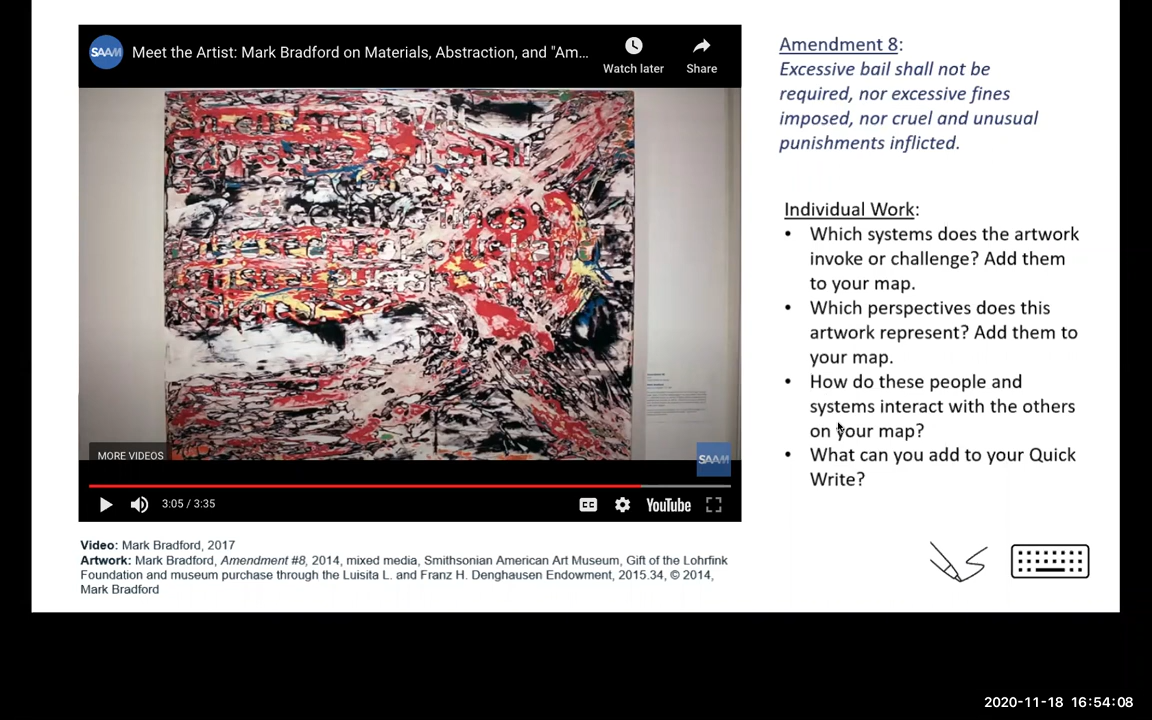 SAAM
Meet the Artist: Mark Bradford on Materials, Abstraction, and "Am...
Watch later
Share
MORE VIDEOS
SAAM
3:05 / 3:35
CC
YouTube
Video: Mark Bradford, 2017
Artwork: Mark Bradford, Amendment #8, 2014, mixed media, Smithsonian American Art Museum, Gift of the Lohrfink
Foundation and museum purchase through the Luisita L. and Franz H. Denghausen Endowment, 2015.34, © 2014,
Mark Bradford
Amendment 8:
Excessive bail shall not be
required, nor excessive fines
imposed, nor cruel and unusual
punishments inflicted.
Individual Work:
• Which systems does the artwork
invoke or challenge? Add them
to your map.
• Which perspectives does this
artwork represent? Add them to
your map.
• How do these people and
systems interact with the others
on your map?
• What can you add to your Quick
Write?
2020-11-18 16:54:08